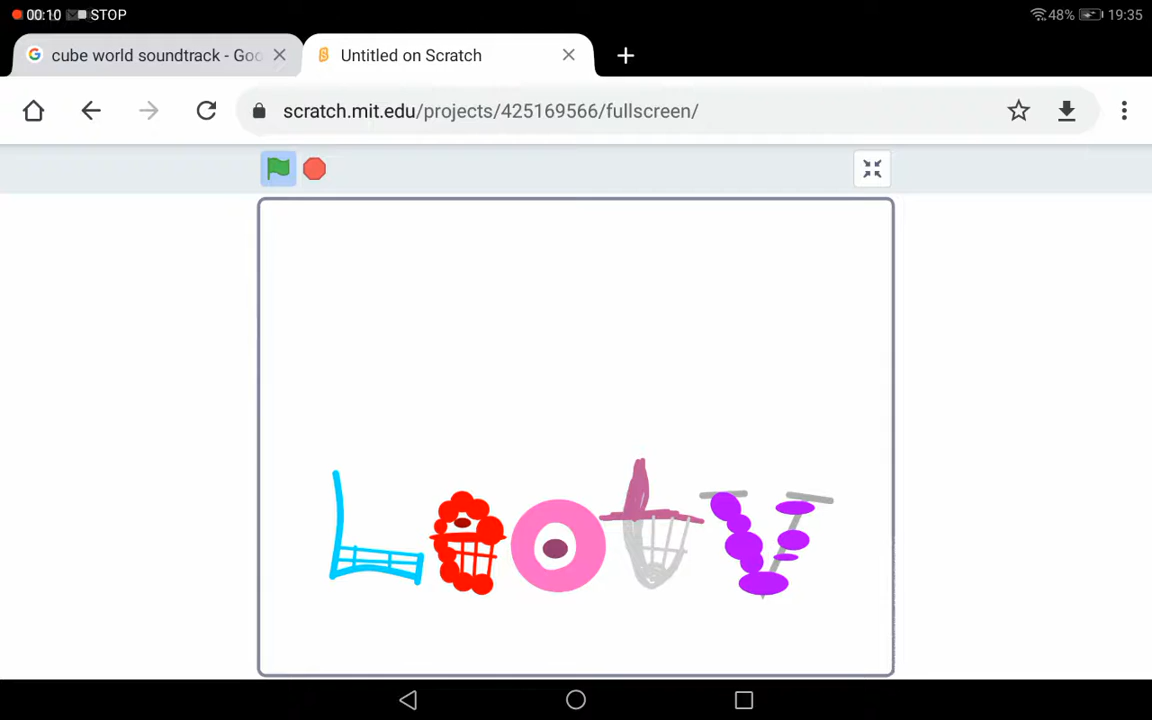 00:10 STOP 48% 19:35
cube world soundtrack - Goo Untitled on Scratch
scratch.mit.edu/projects/425169566/fullscreen/
LeotV